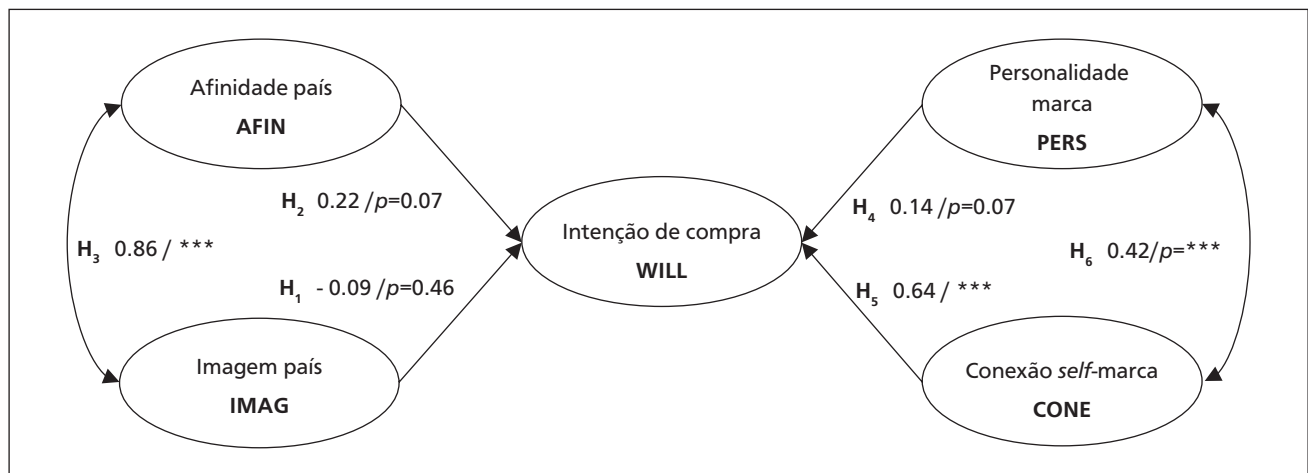 Afinidade país
AFIN
Personalidade
marca
PERS
H2 0.22 /p=0.07
H4 0.14 /p=0.07
H3 0.86 / ***
Intenção de compra
WILL
H6 0.42/p=***
H1 - 0.09 /p=0.46
H5 0.64 / ***
Imagem país
IMAG
Conexão self-marca
CONE